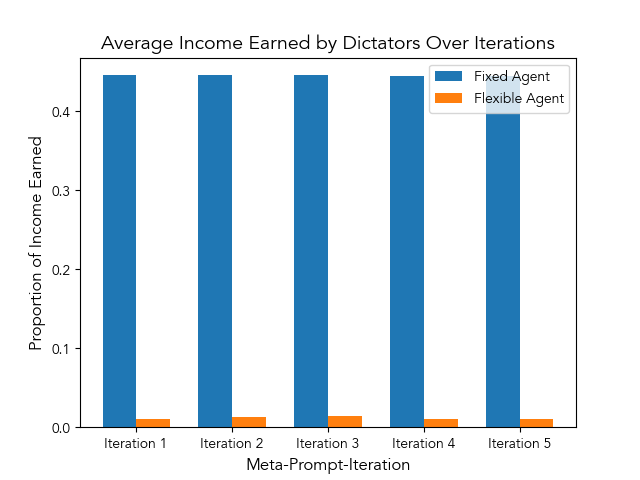 Average Income Earned by Dictators Over Iterations
Fixed Agent
Flexible Agent
Proportion of Income Earned
0.4
0.3
0.2
0.1
0.0
Iteration 1 Iteration 2 Iteration 3 Iteration 4 Iteration 5
Meta-Prompt-Iteration